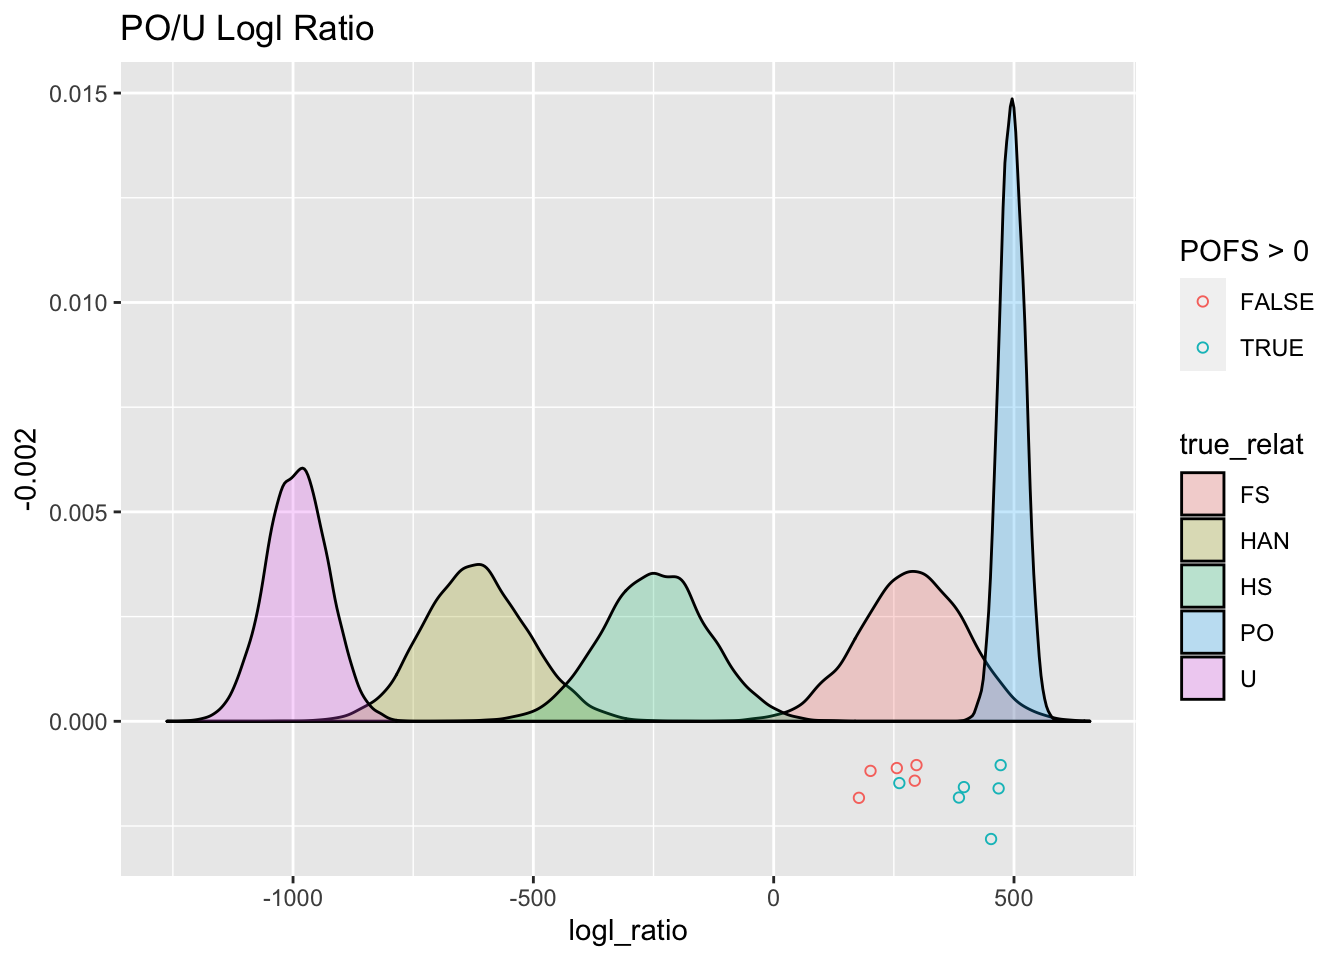 PO/U Logl Ratio
0.015
0.010
0.005
0.000
-0.002
-1000
-500
0
500
logl_ratio
POFS > 0
FALSE
TRUE
true_relat
FS
HAN
HS
PO
U